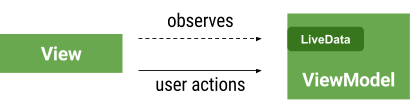 observes
LiveData
View
ViewModel
user actions